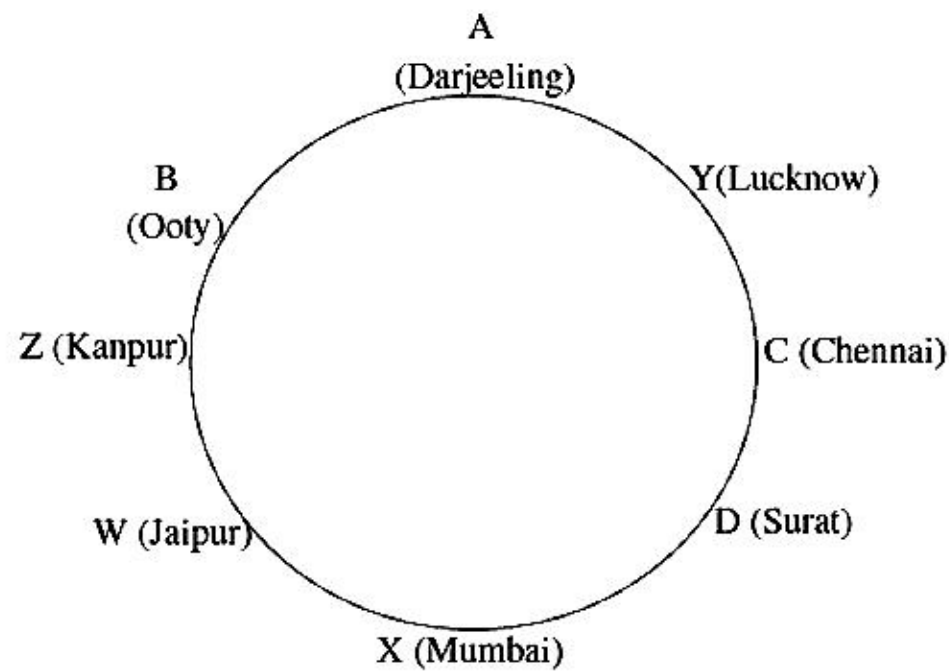 A
(Darjeeling)
B
(Ooty)
Y(Lucknow)
Z (Kanpur)
C (Chennai)
W (Jaipur)
D (Surat)
X (Mumbai)